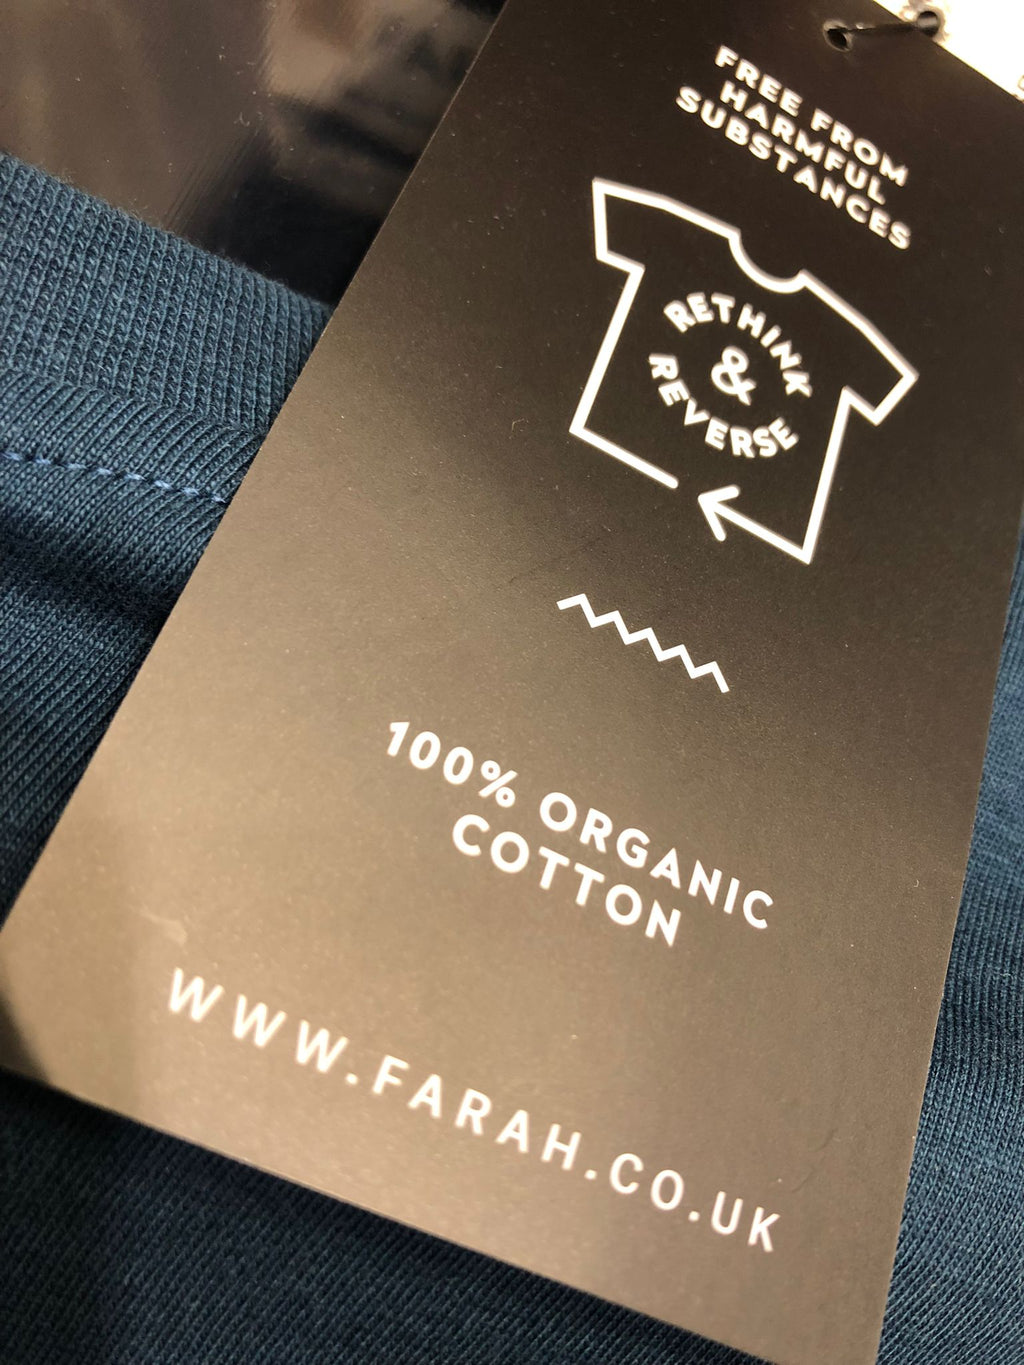 FREE FROM
HARMFUL
SUBSTANCES
RETHINK
&
REVERSE
100% ORGANIC
COTTON
WWW.FARAH.CO.UK